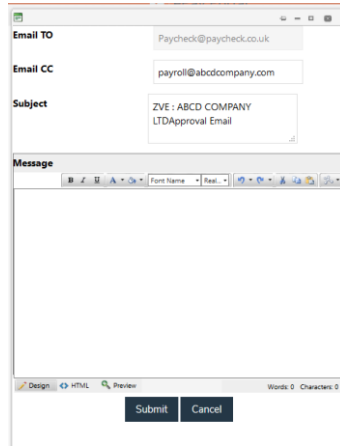 Email TO
Paycheck@paycheck.co.uk
Email CC
payroll@abcdcompany.com
Subject
ZVE : ABCD COMPANY
LTDApproval Email
Message
B I U A Font Name Real...
Design HTML Preview
Words: 0 Characters: 0
Submit Cancel